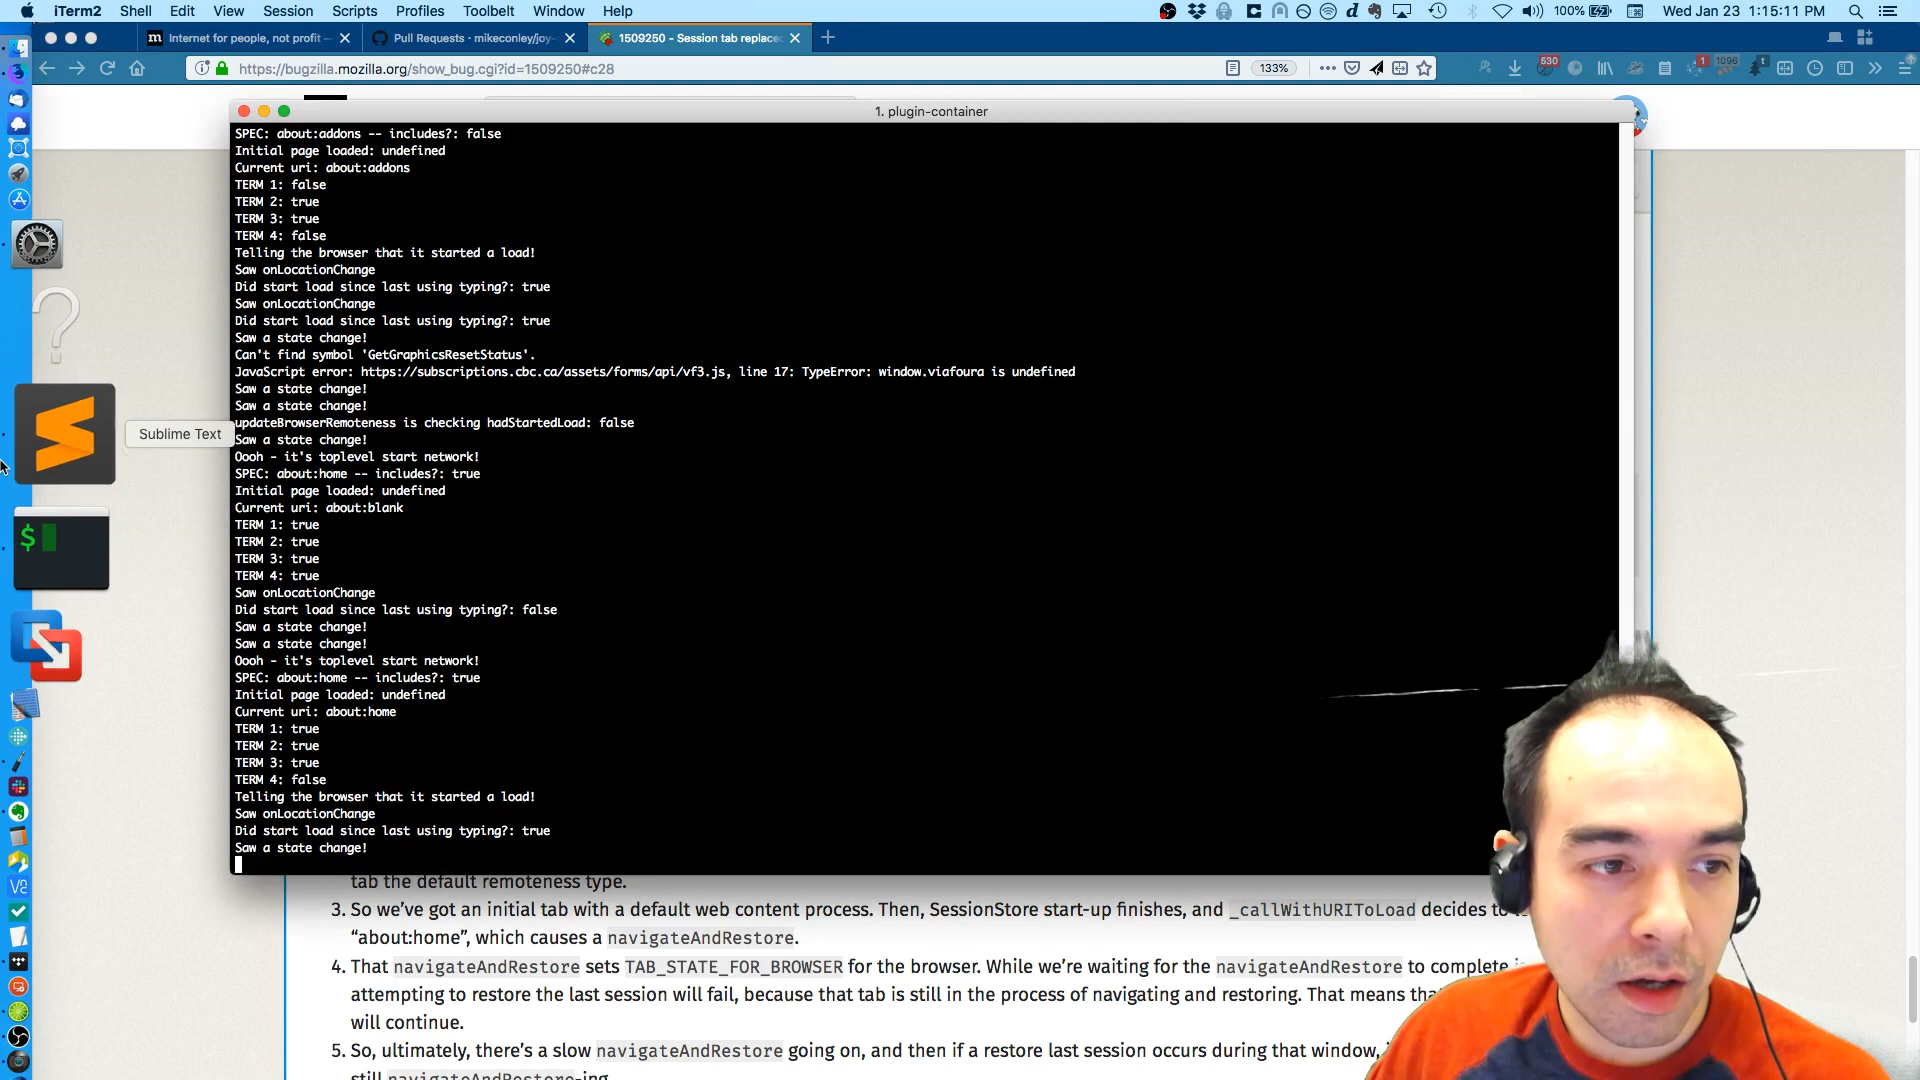 iTerm2 Shell Edit View Session Scripts Profiles Toolbelt Window Help
100% Wed Jan 23 1:15:11 PM
Internet for people, not profit —
Pull Requests · mikeconley/joy-
1509250 - Session tab replace
https://bugzilla.mozilla.org/show_bug.cgi?id=1509250#c28
133%
530
1
1096
1. plugin-container
SPEC: about:addons -- includes?: false
Initial page loaded: undefined
Current uri: about:addons
TERM 1: false
TERM 2: true
TERM 3: true
TERM 4: false
Telling the browser that it started a load!
Saw onLocationChange
Did start load since last using typing?: true
Saw onLocationChange
Did start load since last using typing?: true
Saw a state change!
Can't find symbol 'GetGraphicsResetStatus'.
JavaScript error: https://subscriptions.cbc.ca/assets/forms/api/vf3.js, line 17: TypeError: window.viafoura is undefined
Saw a state change!
Saw a state change!
updateBrowserRemoteness is checking hadStartedLoad: false
Sublime Text
Saw a state change!
Oooh - it's toplevel start network!
SPEC: about:home -- includes?: true
Initial page loaded: undefined
Current uri: about:blank
TERM 1: true
TERM 2: true
TERM 3: true
TERM 4: true
Saw onLocationChange
Did start load since last using typing?: false
Saw a state change!
Saw a state change!
Oooh - it's toplevel start network!
SPEC: about:home -- includes?: true
Initial page loaded: undefined
Current uri: about:home
TERM 1: true
TERM 2: true
TERM 3: true
TERM 4: false
Telling the browser that it started a load!
Saw onLocationChange
Did start load since last using typing?: true
Saw a state change!
tab the default remoteness type.
3. So we've got an initial tab with a default web content process. Then, SessionStore start-up finishes, and _callWithURIToLoad decides to
“about:home”, which causes a navigateAndRestore.
4. That navigateAndRestore sets TAB_STATE_FOR_BROWSER for the browser. While we're waiting for the navigateAndRestore to complete
attempting to restore the last session will fail, because that tab is still in the process of navigating and restoring. That means
will continue.
5. So, ultimately, there's a slow navigateAndRestore going on, and then if a restore last session occurs during that window,
still navigateAndRestore-ing